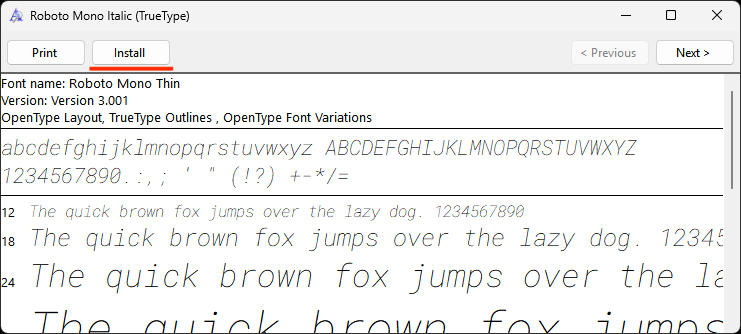 Roboto Mono Italic (TrueType)
Print Install < Previous Next >
Font name: Roboto Mono Thin
Version: Version 3.001
OpenType Layout, TrueType Outlines , OpenType Font Variations
abcdefghijklmnopqrstuvwxyz ABCDEFGHIJKLMNOPQRSTUVWXYZ
1234567890.:,; ' " (!?) +-*/=
12 The quick brown fox jumps over the lazy dog. 1234567890
18 The quick brown fox jumps over the lazy dog. 12345
24 The quick brown fox jumps over the la
The quick brown fox jumps